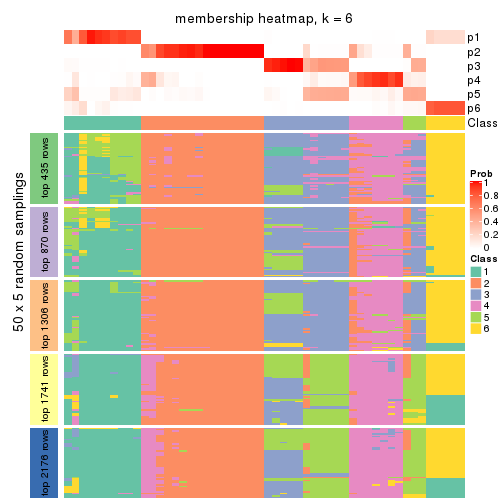 membership heatmap, k = 6
p1
p2
p3
p4
p5
p6
Class
50 x 5 random samplings
top 435 rows
top 870 rows
top 1306 rows
top 1741 rows
top 2176 rows
Prob
1
0.8
0.6
0.4
0.2
0
Class
1
2
3
4
5
6